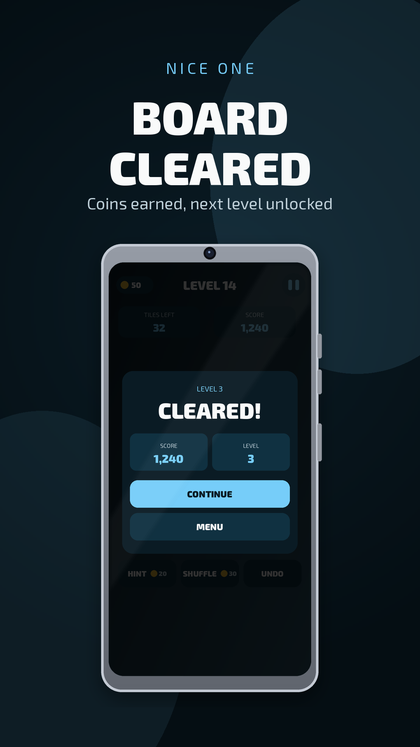 NICE ONE
BOARD
CLEARED
Coins earned, next level unlocked
50
LEVEL 14
TILES LEFT
SCORE
32
1,240
LEVEL 3
CLEARED!
SCORE
LEVEL
1,240
3
CONTINUE
MENU
HINT 20
SHUFFLE 30
UNDO